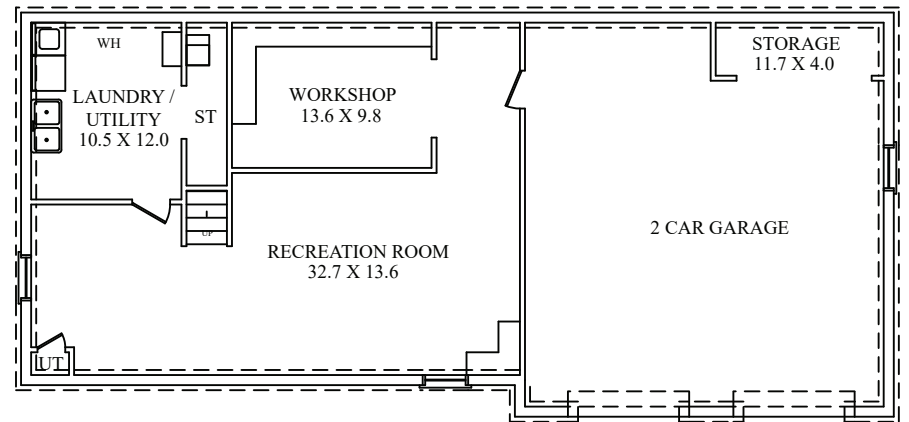 WH
STORAGE
11.7 X 4.0
LAUNDRY /
UTILITY
10.5 X 12.0
ST
WORKSHOP
13.6 X 9.8
UP
RECREATION ROOM
32.7 X 13.6
2 CAR GARAGE
UT